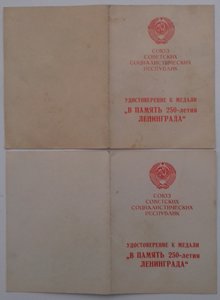 СОЮЗ
СОВЕТСКИХ
СОЦИАЛИСТИЧЕСКИХ
РЕСПУБЛИК
УДОСТОВЕРЕНИЕ К МЕДАЛИ
„В ПАМЯТЬ 250-летия
ЛЕНИНГРАДА“
СОЮЗ
СОВЕТСКИХ
СОЦИАЛИСТИЧЕСКИХ
РЕСПУБЛИК
УДОСТОВЕРЕНИЕ К МЕДАЛИ
„В ПАМЯТЬ 250-летия
ЛЕНИНГРАДА“